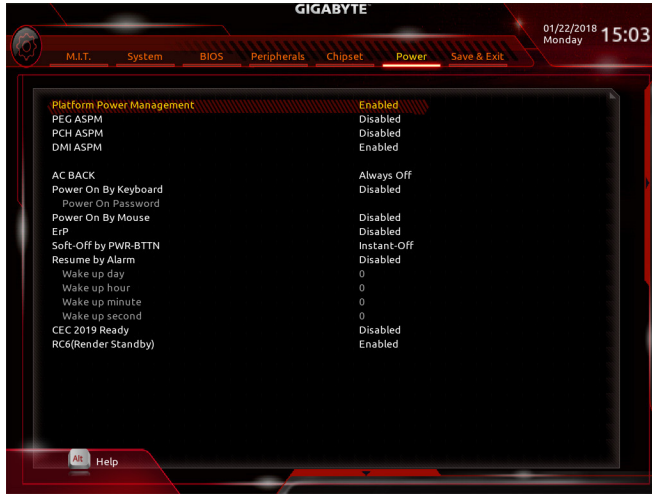 GIGABYTE
01/22/2018 15:03
Monday
M.I.T. System BIOS Peripherals Chipset Power Save & Exit
Platform Power Management Enabled
PEG ASPM Disabled
PCH ASPM Disabled
DMI ASPM Enabled
AC BACK Always Off
Power On By Keyboard Disabled
Power On Password
Power On By Mouse Disabled
ErP Disabled
Soft-Off by PWR-BTTN Instant-Off
Resume by Alarm Disabled
Wake up day 0
Wake up hour 0
Wake up minute 0
Wake up second 0
CEC 2019 Ready Disabled
RC6(Render Standby) Enabled
Alt Help